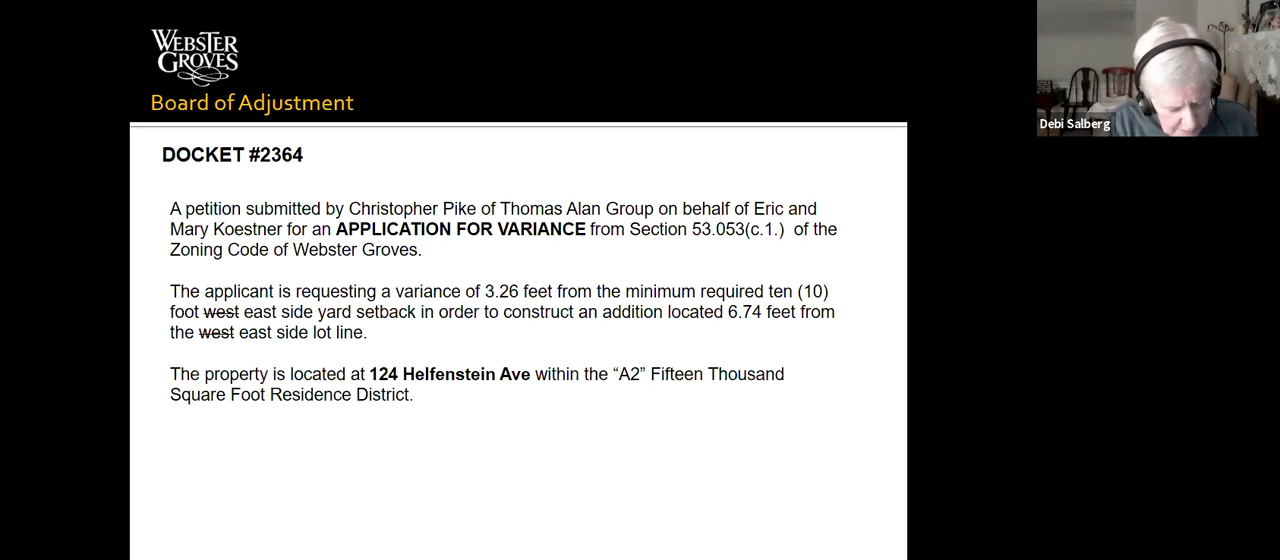 WEBSTER
GROVES
Board of Adjustment
Debi Salberg
DOCKET #2364
A petition submitted by Christopher Pike of Thomas Alan Group on behalf of Eric and
Mary Koestner for an APPLICATION FOR VARIANCE from Section 53.053(c.1.) of the
Zoning Code of Webster Groves.
The applicant is requesting a variance of 3.26 feet from the minimum required ten (10)
foot west east side yard setback in order to construct an addition located 6.74 feet from
the west east side lot line.
The property is located at 124 Helfenstein Ave within the “A2” Fifteen Thousand
Square Foot Residence District.